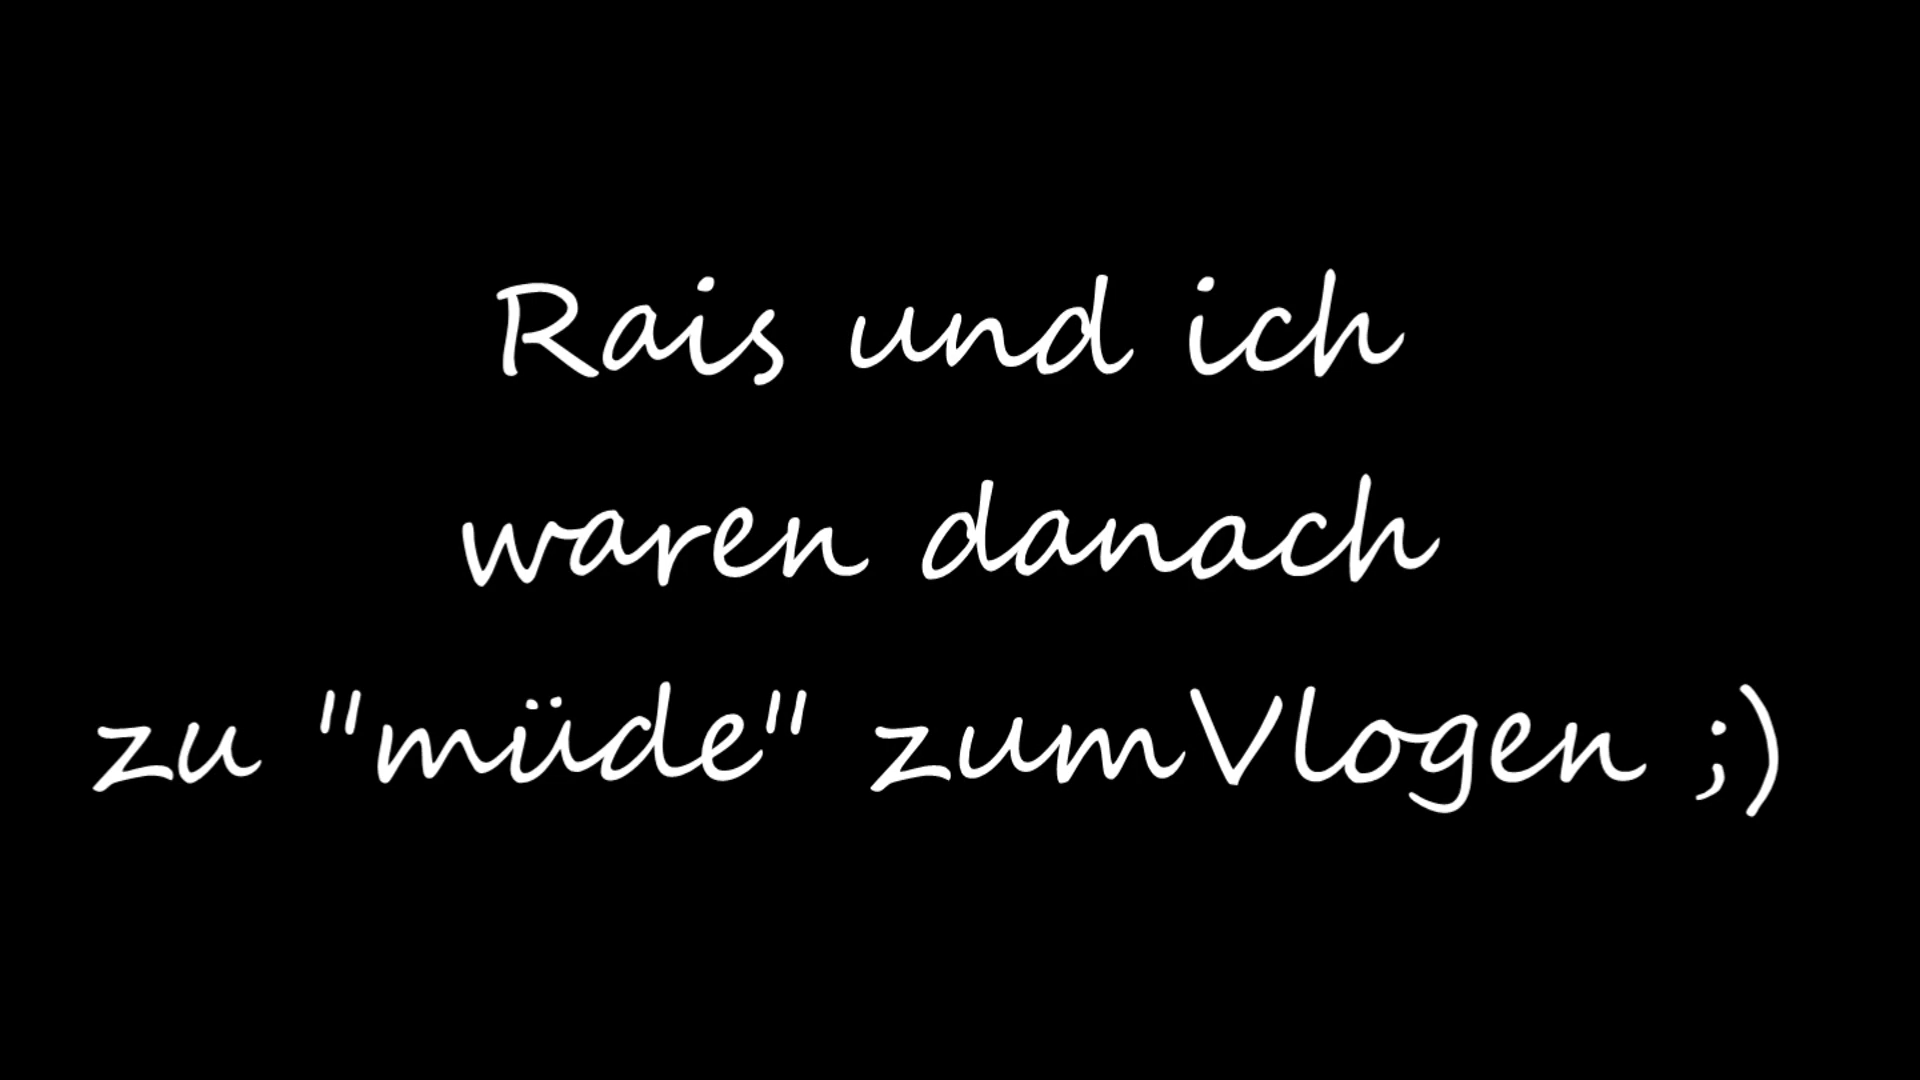 Rais und ich
waren danach
zu "müde" zumVlogen ;)